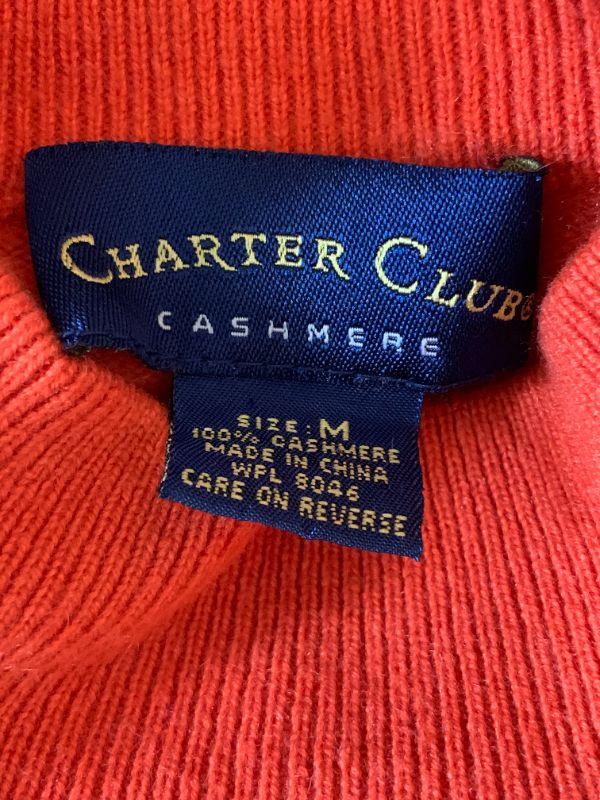 CHARTER CLUB®
CASHMERE
SIZE: M
100% CASHMERE
MADE IN CHINA
WPL 8046
CARE ON REVERSE